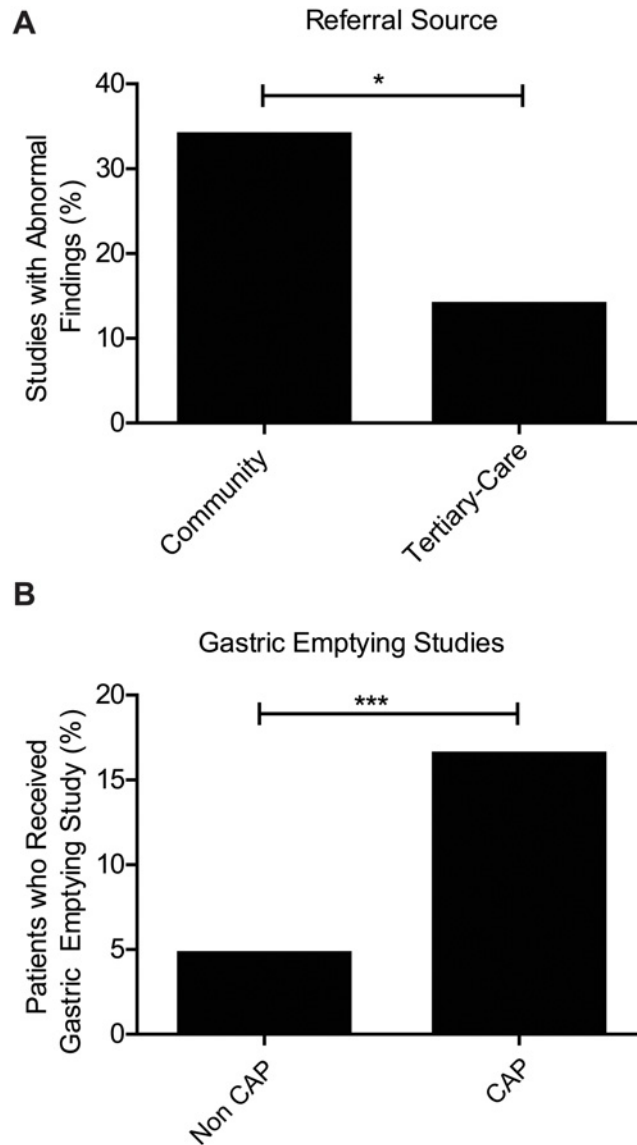 A
Referral Source
Studies with Abnormal
Findings (%)
40
30
20
10
0
*
Community
Tertiary-Care
B
Gastric Emptying Studies
Patients who Received
Gastric Emptying Study (%)
20
15
10
5
0
***
Non CAP
CAP